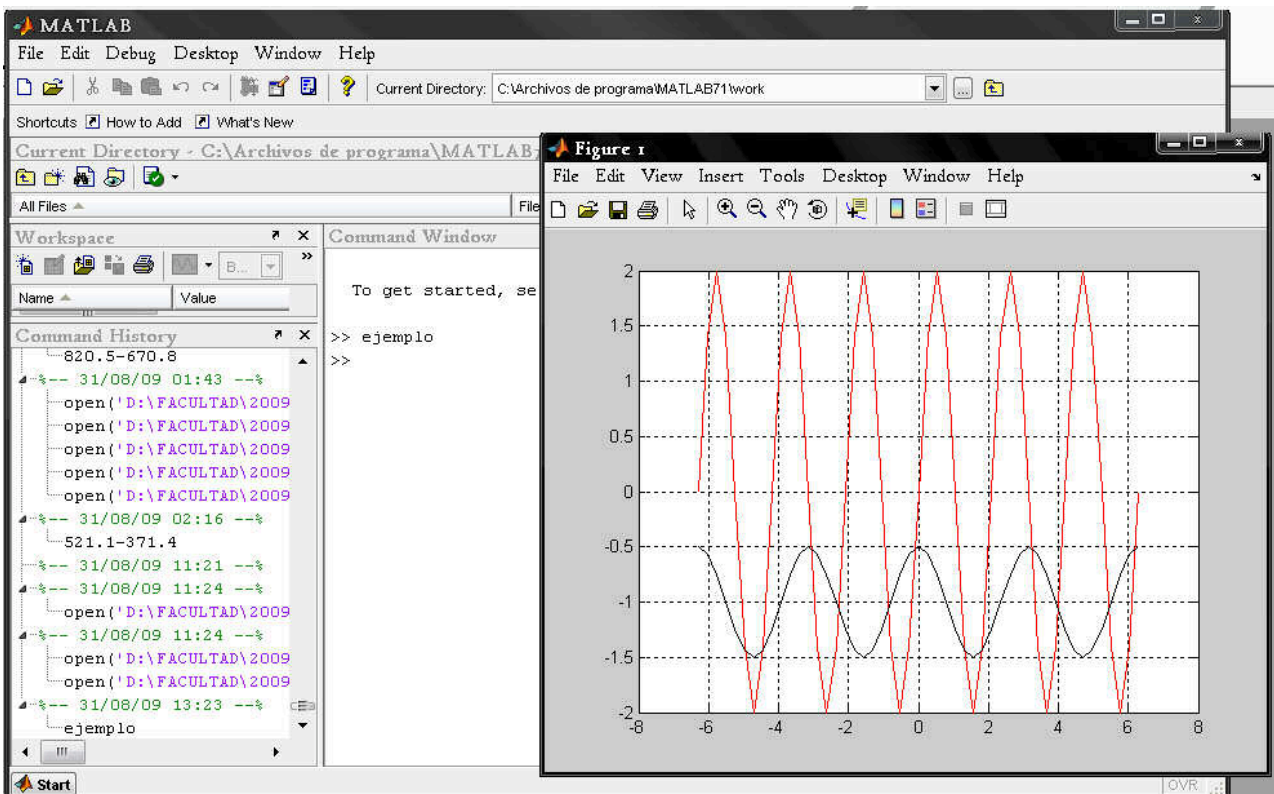 MATLAB
File Edit Debug Desktop Window Help
Current Directory: C:\Archivos de programa\MATLAB71\work
Shortcuts How to Add What's New
Current Directory - C:\Archivos de programa\MATLAB7
All Files File
Workspace
B...
Name Value
Command History
820.5-670.8
%-- 31/08/09 01:43 --%
open('D:\FACULTAD\2009
open('D:\FACULTAD\2009
open('D:\FACULTAD\2009
open('D:\FACULTAD\2009
open('D:\FACULTAD\2009
%-- 31/08/09 02:16 --%
521.1-371.4
%-- 31/08/09 11:21 --%
%-- 31/08/09 11:24 --%
open('D:\FACULTAD\2009
%-- 31/08/09 11:24 --%
open('D:\FACULTAD\2009
open('D:\FACULTAD\2009
%-- 31/08/09 13:23 --%
ejemplo
Command Window
To get started, se
>> ejemplo
>>
Figure 1
File Edit View Insert Tools Desktop Window Help
2
1.5
1
0.5
0
-0.5
-1
-1.5
-2
-8 -6 -4 -2 0 2 4 6 8
Start
OVR